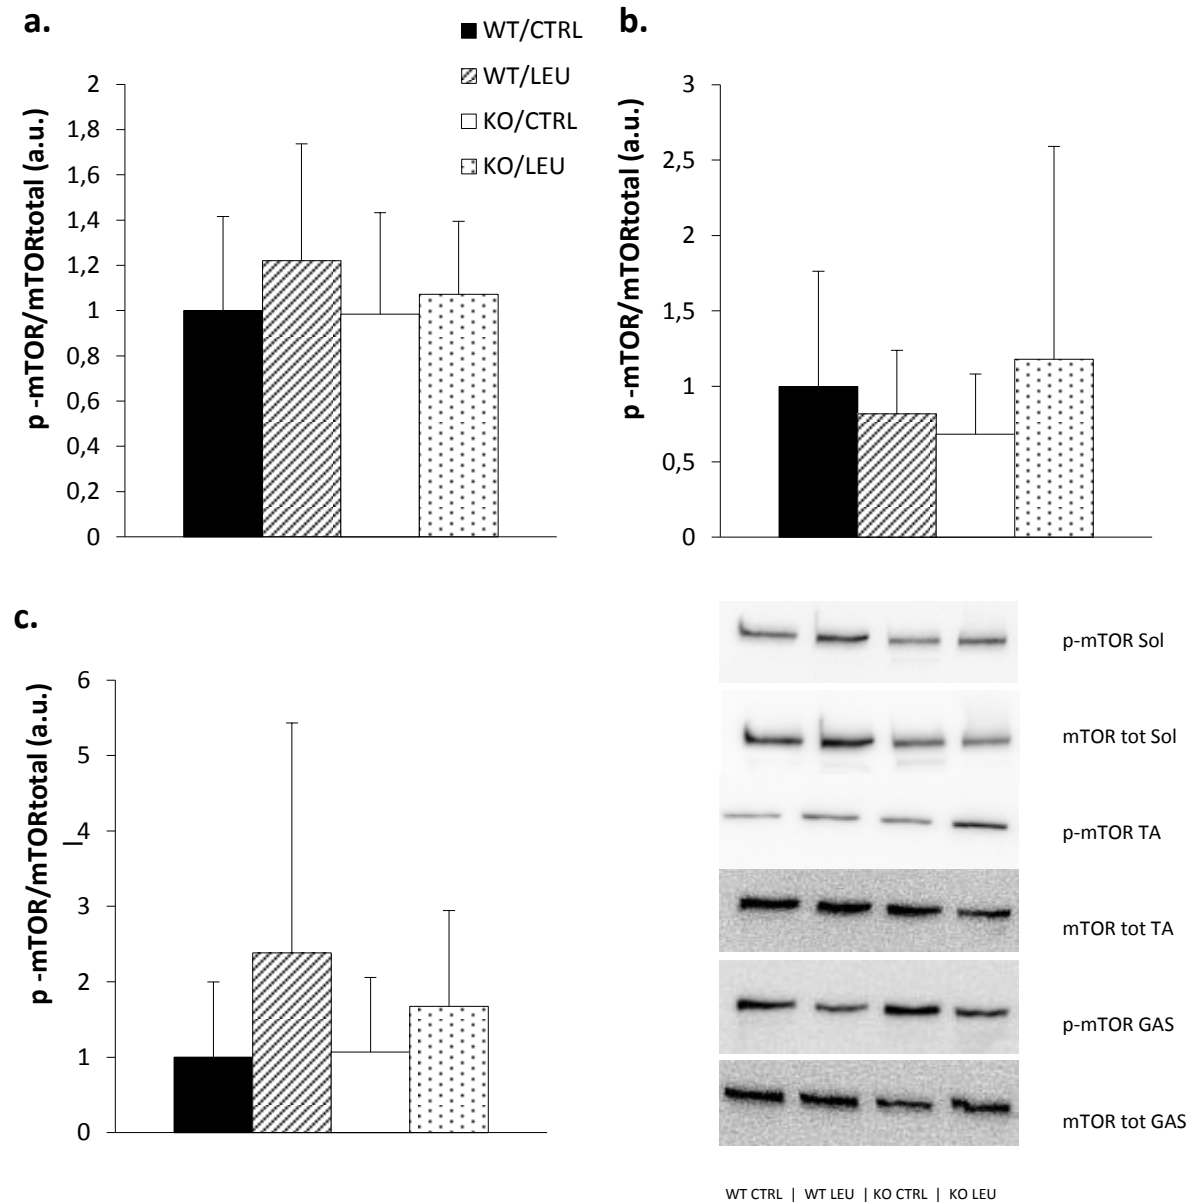 a.
WT/CTRL
WT/LEU
KO/CTRL
KO/LEU
p -mTOR/mTORtotal (a.u.)
2
1,8
1,6
1,4
1,2
1
0,8
0,6
0,4
0,2
0
b.
p -mTOR/mTORtotal (a.u.)
3
2,5
2
1,5
1
0,5
0
c.
p -mTOR/mTORtotal (a.u.)
6
5
4
3
2
1
0
p-mTOR Sol
mTOR tot Sol
p-mTOR TA
mTOR tot TA
p-mTOR GAS
mTOR tot GAS
WT CTRL | WT LEU | KO CTRL | KO LEU